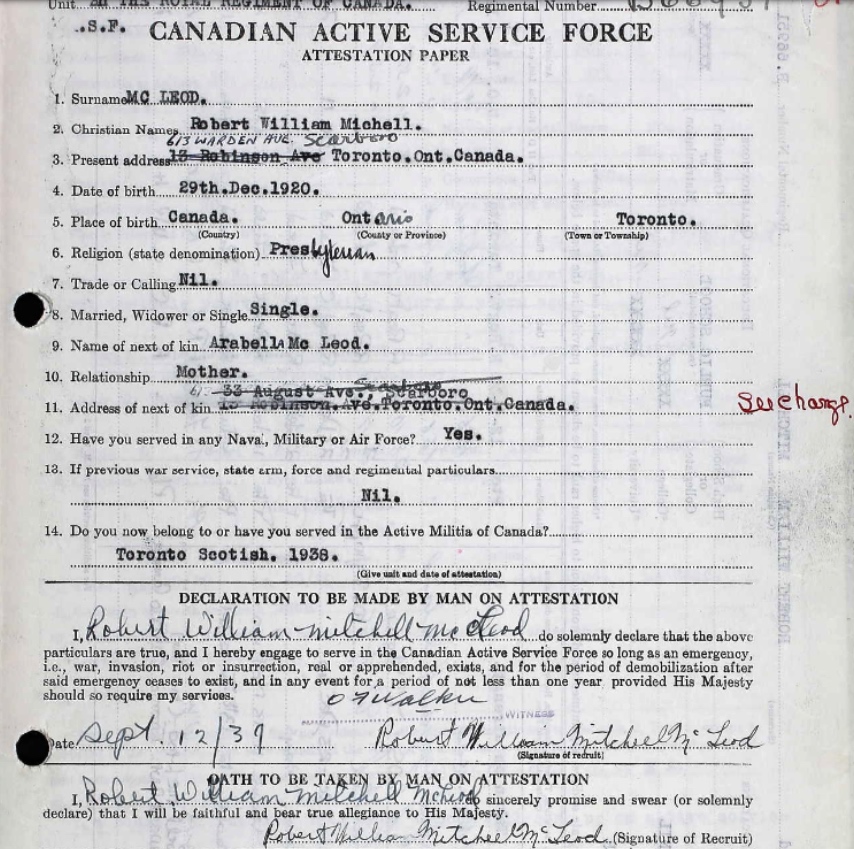 Unit 2n THE ROYAL REGIMENT OF CANADA. Regimental Number
.S.F. CANADIAN ACTIVE SERVICE FORCE
ATTESTATION PAPER
1. Surname MC LEOD.
2. Christian Names Robert William Michell.
613 WARDEN AVE. Scarboro
3. Present address 13 Robinson Ave Toronto.Ont.Canada.
4. Date of birth 29th.Dec.1920.
5. Place of birth Canada. Ontario Toronto.
(Country) (County or Province) (Town or Township)
6. Religion (state denomination) Presbyterian
7. Trade or Calling Nil.
8. Married, Widower or Single Single.
9. Name of next of kin Arabella Mc Leod.
10. Relationship Mother.
33 August Ave., Scarboro
11. Address of next of kin 13 Robinson.Ave.Toronto.Ont.Canada. See change.
12. Have you served in any Naval, Military or Air Force? Yes.
13. If previous war service, state arm, force and regimental particulars
Nil.
14. Do you now belong to or have you served in the Active Militia of Canada?
Toronto Scotish. 1938.
(Give unit and date of attestation)
DECLARATION TO BE MADE BY MAN ON ATTESTATION
I, Robert William Mitchell McLeod do solemnly declare that the above
particulars are true, and I hereby engage to serve in the Canadian Active Service Force so long as an emergency,
i.e., war, invasion, riot or insurrection, real or apprehended, exists, and for the period of demobilization after
said emergency ceases to exist, and in any event for a period of not less than one year, provided His Majesty
should so require my services.
Walker
WITNESS
Date Sept. 12/39 Robert William Mitchell McLeod
(Signature of recruit)
OATH TO BE TAKEN BY MAN ON ATTESTATION
I, Robert William Mitchell McLeod do sincerely promise and swear (or solemnly
declare) that I will be faithful and bear true allegiance to His Majesty.
Robert William Mitchell McLeod (Signature of Recruit)